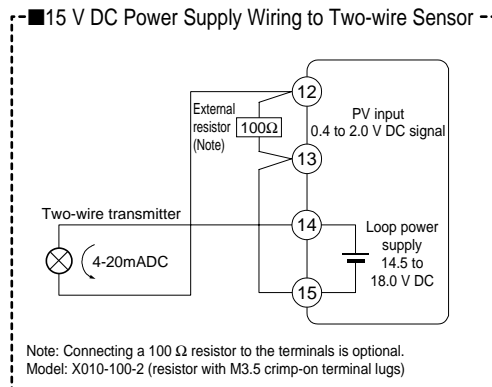 ■15 V DC Power Supply Wiring to Two-wire Sensor
12
External
resistor
(Note)
100Ω
PV input
0.4 to 2.0 V DC signal
13
Two-wire transmitter
14
Loop power
supply
14.5 to
18.0 V DC
4-20mADC
15
Note: Connecting a 100 Ω resistor to the terminals is optional.
Model: X010-100-2 (resistor with M3.5 crimp-on terminal lugs)